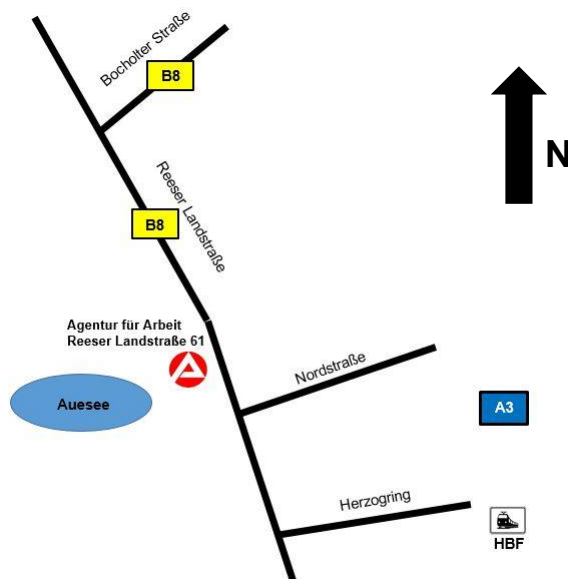 Bocholter Straße
B8
N
Reeser Landstraße
B8
Agentur für Arbeit
Reeser Landstraße 61
Nordstraße
Auesee
A3
Herzogring
HBF